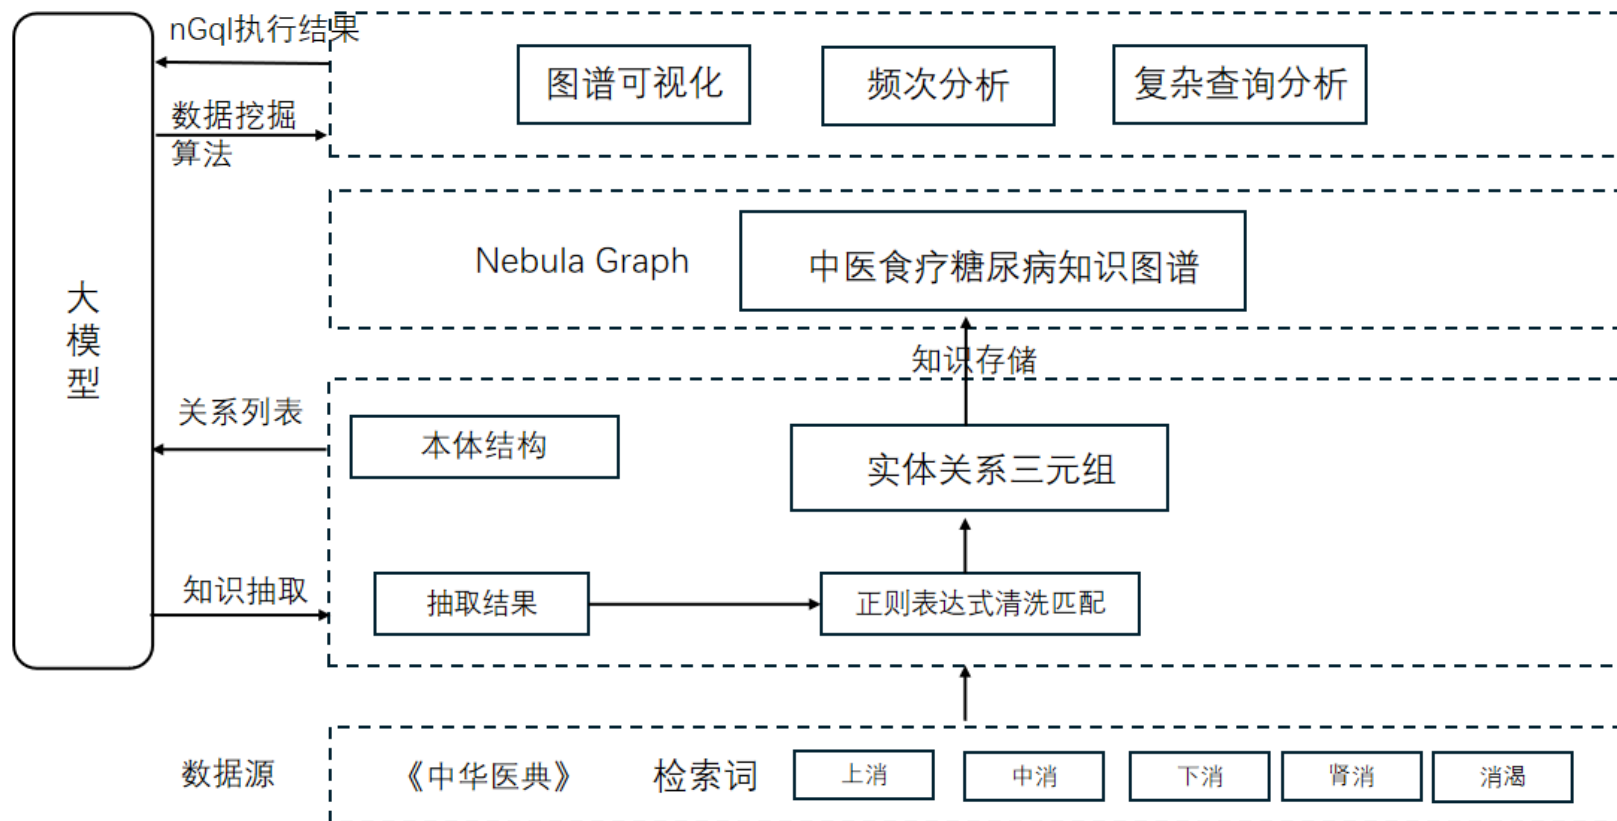 nGql执行结果
图谱可视化
频次分析
复杂查询分析
数据挖掘
算法
Nebula Graph
中医食疗糖尿病知识图谱
大
模
型
知识存储
关系列表
本体结构
实体关系三元组
知识抽取
抽取结果
正则表达式清洗匹配
数据源
《中华医典》
检索词
上消
中消
下消
肾消
消渴